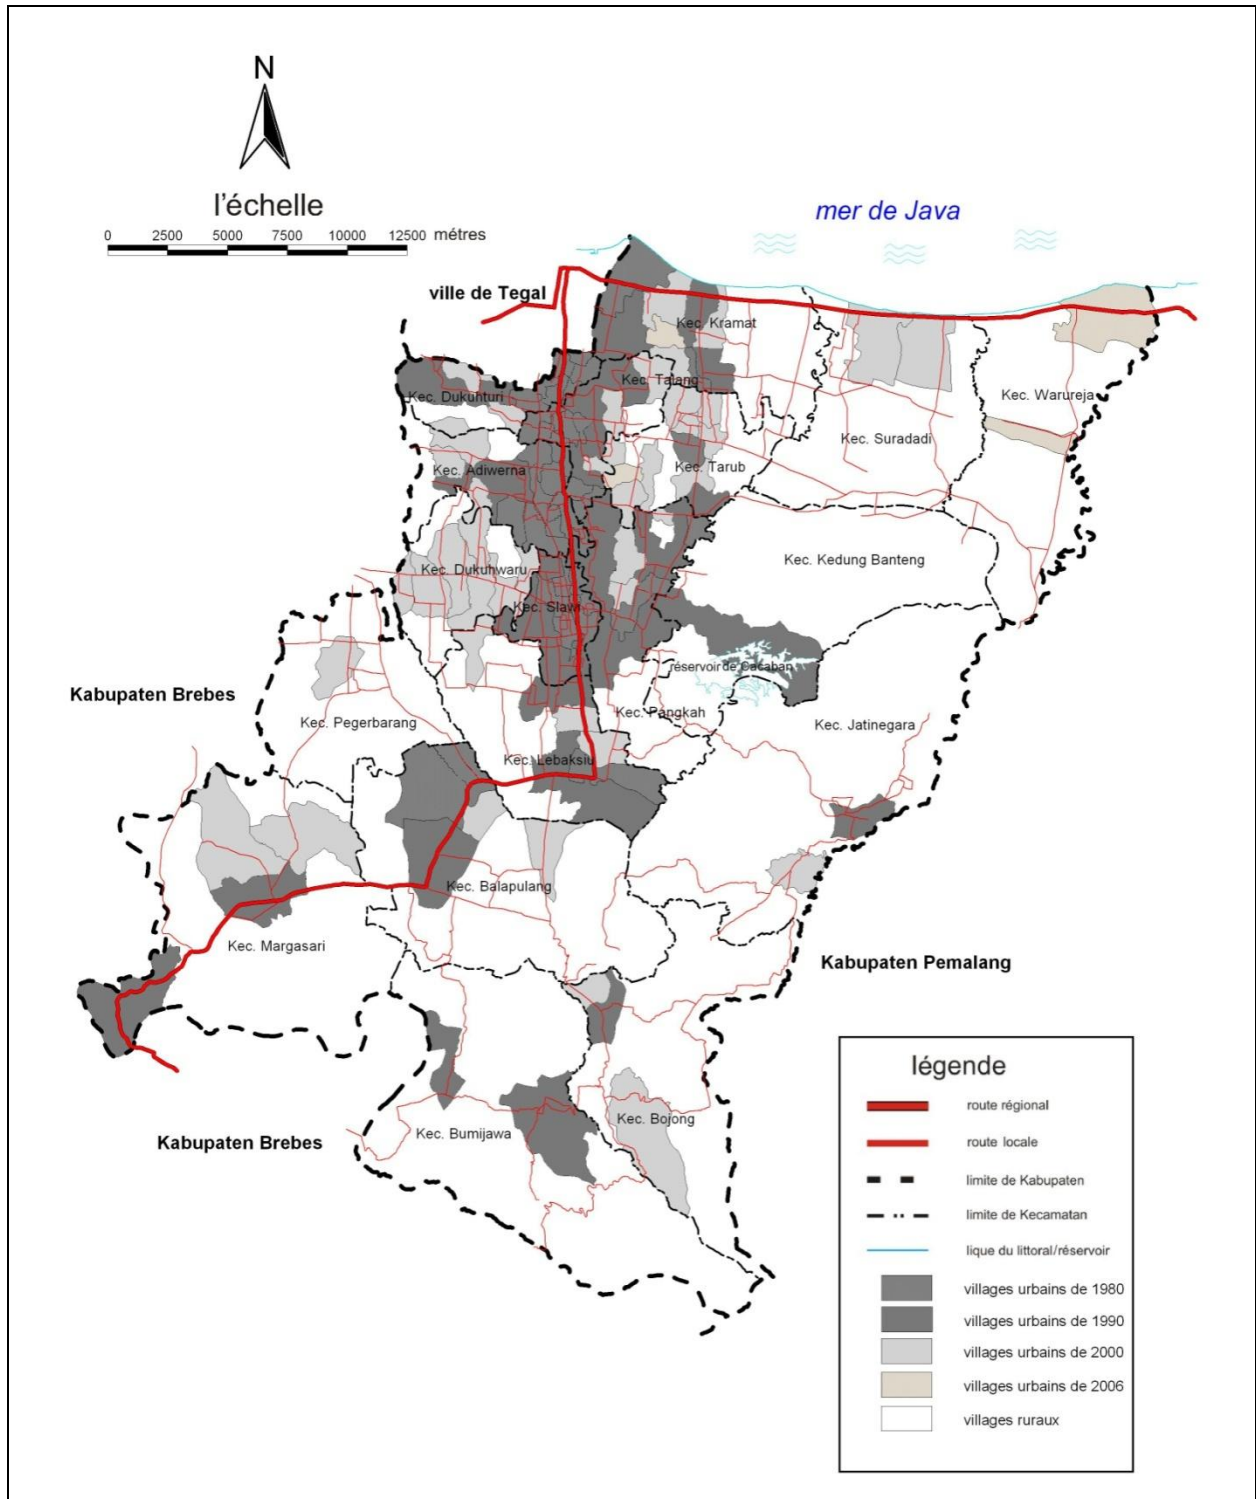 N
l'échelle
0 2500 5000 7500 10000 12500 métres
mer de Java
ville de Tegal
Kec. Kramat
Kec. Talang
Kec. Dukuhturi
Kec. Warureja
Kec. Suradadi
Kec. Adiwerna
Kec. Tarub
Kec. Kedung Banteng
Kec. Dukuhwaru
Kec. Slawi
réservoir de Cacaban
Kabupaten Brebes
Kec. Pangkah
Kec. Pegerbarang
Kec. Jatinegara
Kec. Lebaksiu
Kec. Balapulang
Kec. Margasari
Kabupaten Pemalang
Kec. Bojong
Kec. Bumijawa
Kabupaten Brebes
légende
route régional
route locale
limite de Kabupaten
limite de Kecamatan
lique du littoral/réservoir
villages urbains de 1980
villages urbains de 1990
villages urbains de 2000
villages urbains de 2006
villages ruraux